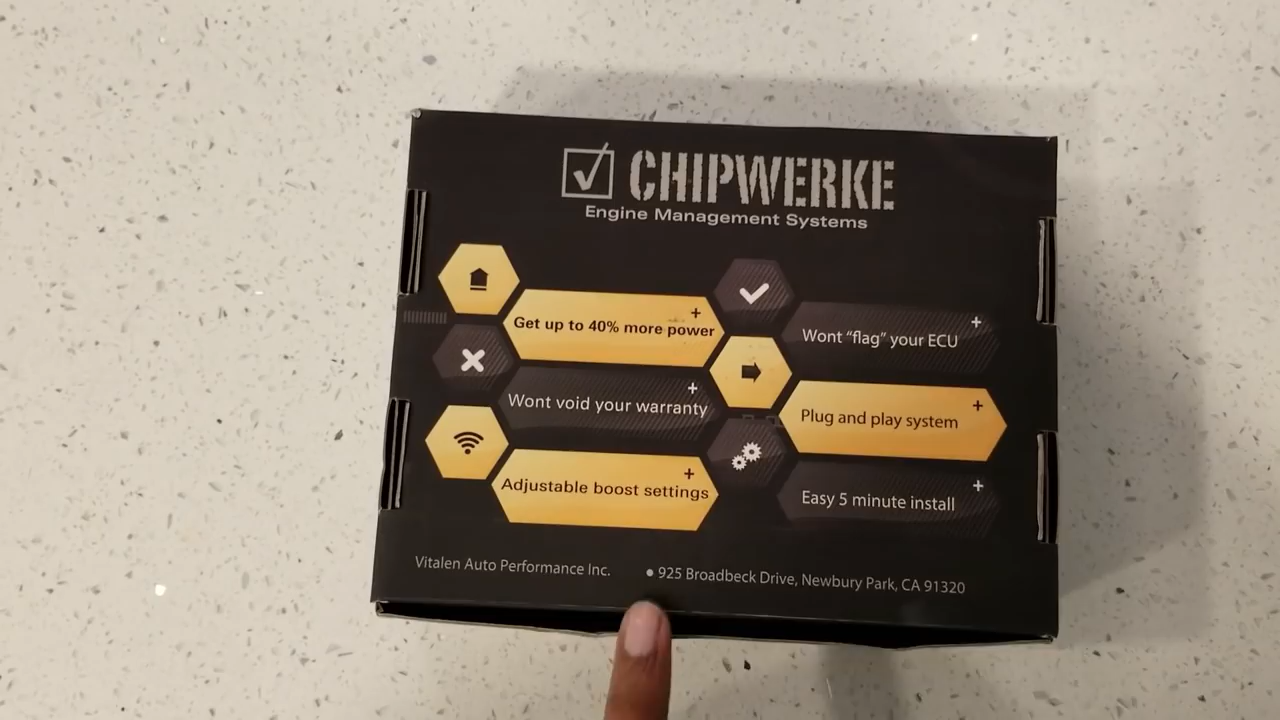 CHIPWERKE
Engine Management Systems
Get up to 40% more power
Wont void your warranty
Adjustable boost settings
Wont “flag” your ECU
Plug and play system
Easy 5 minute install
Vitalen Auto Performance Inc. • 925 Broadbeck Drive, Newbury Park, CA 91320